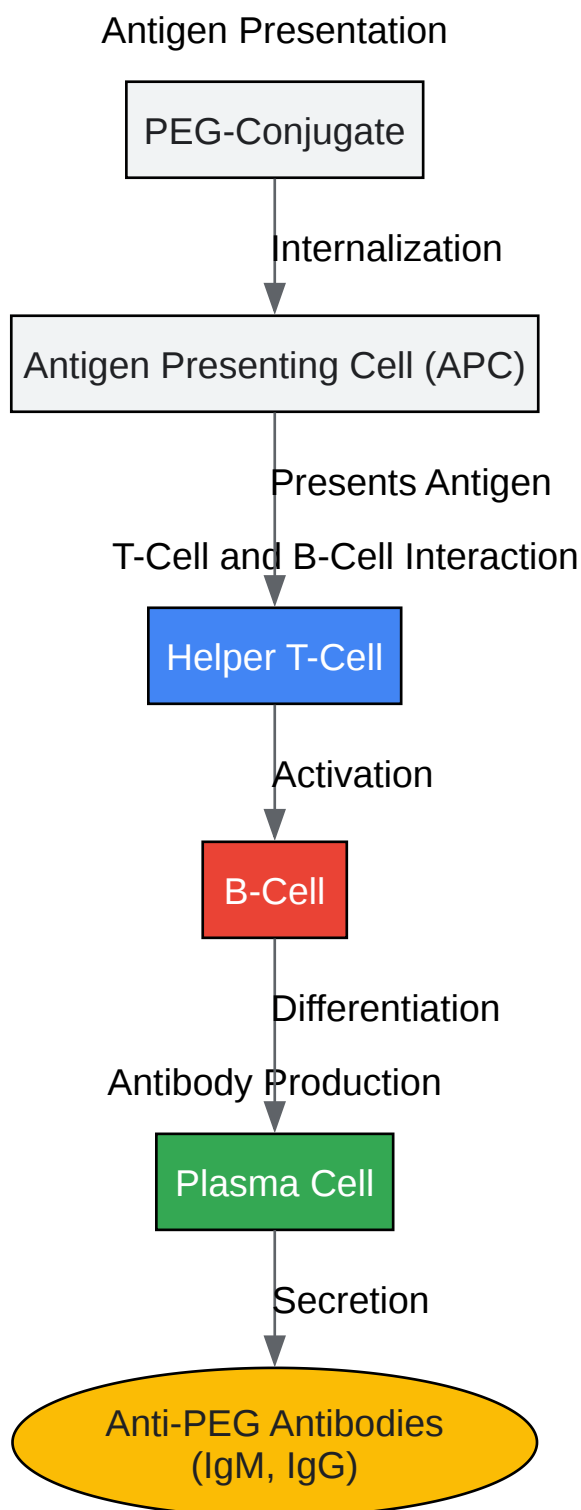 Antigen Presentation
PEG-Conjugate
Internalization
Antigen Presenting Cell (APC)
Presents Antigen
T-Cell and B-Cell Interaction
Helper T-Cell
Activation
B-Cell
Differentiation
Antibody Production
Plasma Cell
Secretion
Anti-PEG Antibodies
(IgM, IgG)